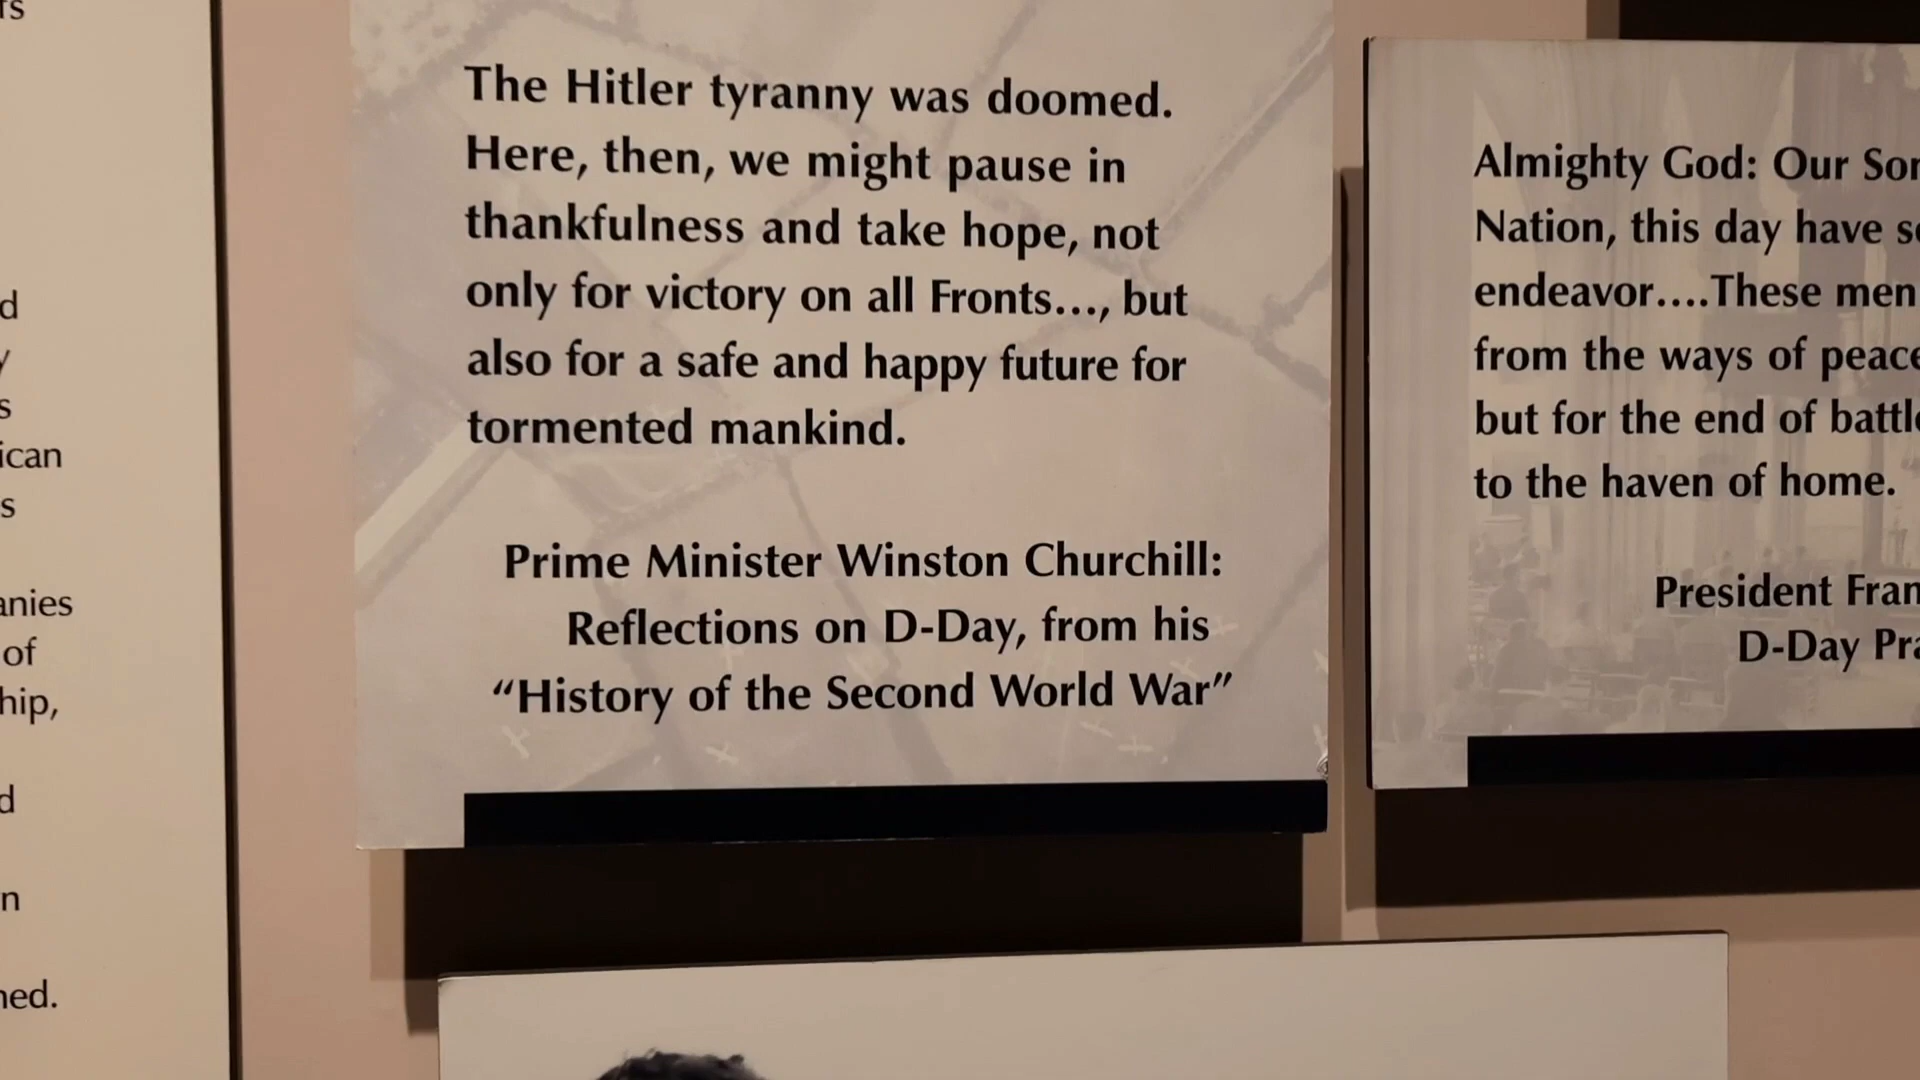 d
y
s
ican
s
anies
of
hip,
d
n
ned.
The Hitler tyranny was doomed.
Here, then, we might pause in
thankfulness and take hope, not
only for victory on all Fronts..., but
also for a safe and happy future for
tormented mankind.
Prime Minister Winston Churchill:
Reflections on D-Day, from his
“History of the Second World War”
Almighty God: Our
Nation, this day have
endeavor....These men
from the ways of peace
but for the end of
to the haven of home.
President
D-Day